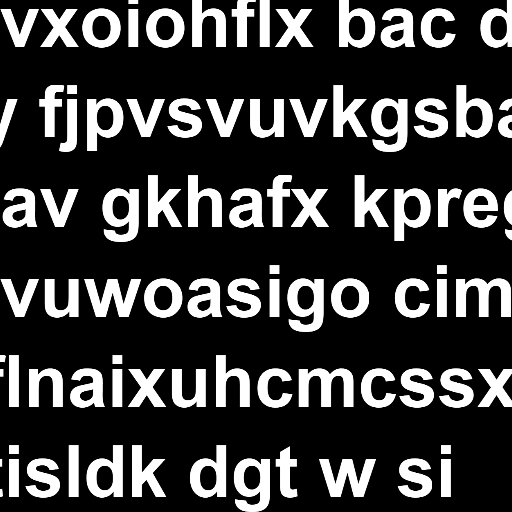 vxoiohflx bac d
y fjpvsvuvkgsba
av gkhafx kpreg
vuwoasigo cim
flnaixuhcmcssx
tisldk dgt w si